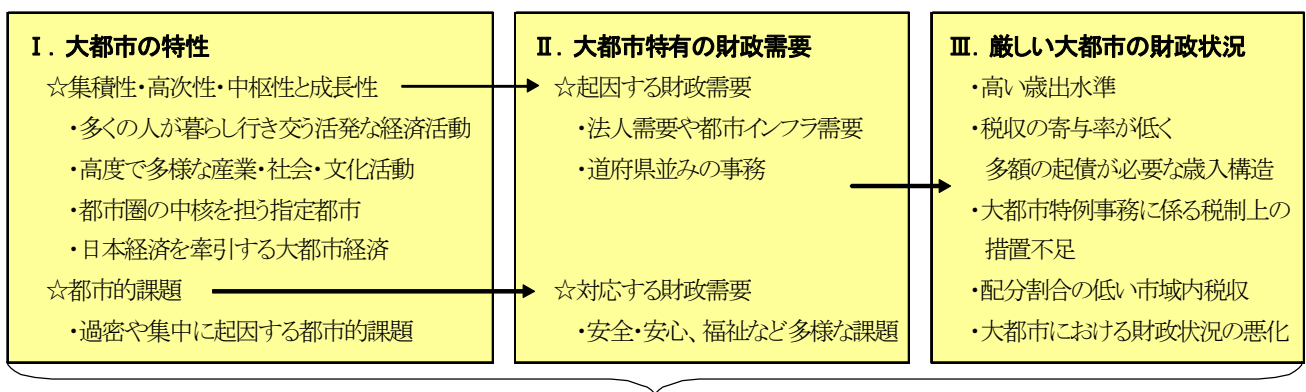 Ⅰ. 大都市の特性
☆集積性・高次性・中枢性と成長性
・多くの人が暮らし行き交う活発な経済活動
・高度で多様な産業・社会・文化活動
・都市圏の中核を担う指定都市
・日本経済を牽引する大都市経済
☆都市的課題
・過密や集中に起因する都市的課題
Ⅱ. 大都市特有の財政需要
☆起因する財政需要
・法人需要や都市インフラ需要
・道府県並みの事務
☆対応する財政需要
・安全・安心、福祉など多様な課題
Ⅲ. 厳しい大都市の財政状況
・高い歳出水準
・税収の寄与率が低く
多額の起債が必要な歳入構造
・大都市特例事務に係る税制上の
措置不足
・配分割合の低い市域内税収
・大都市における財政状況の悪化